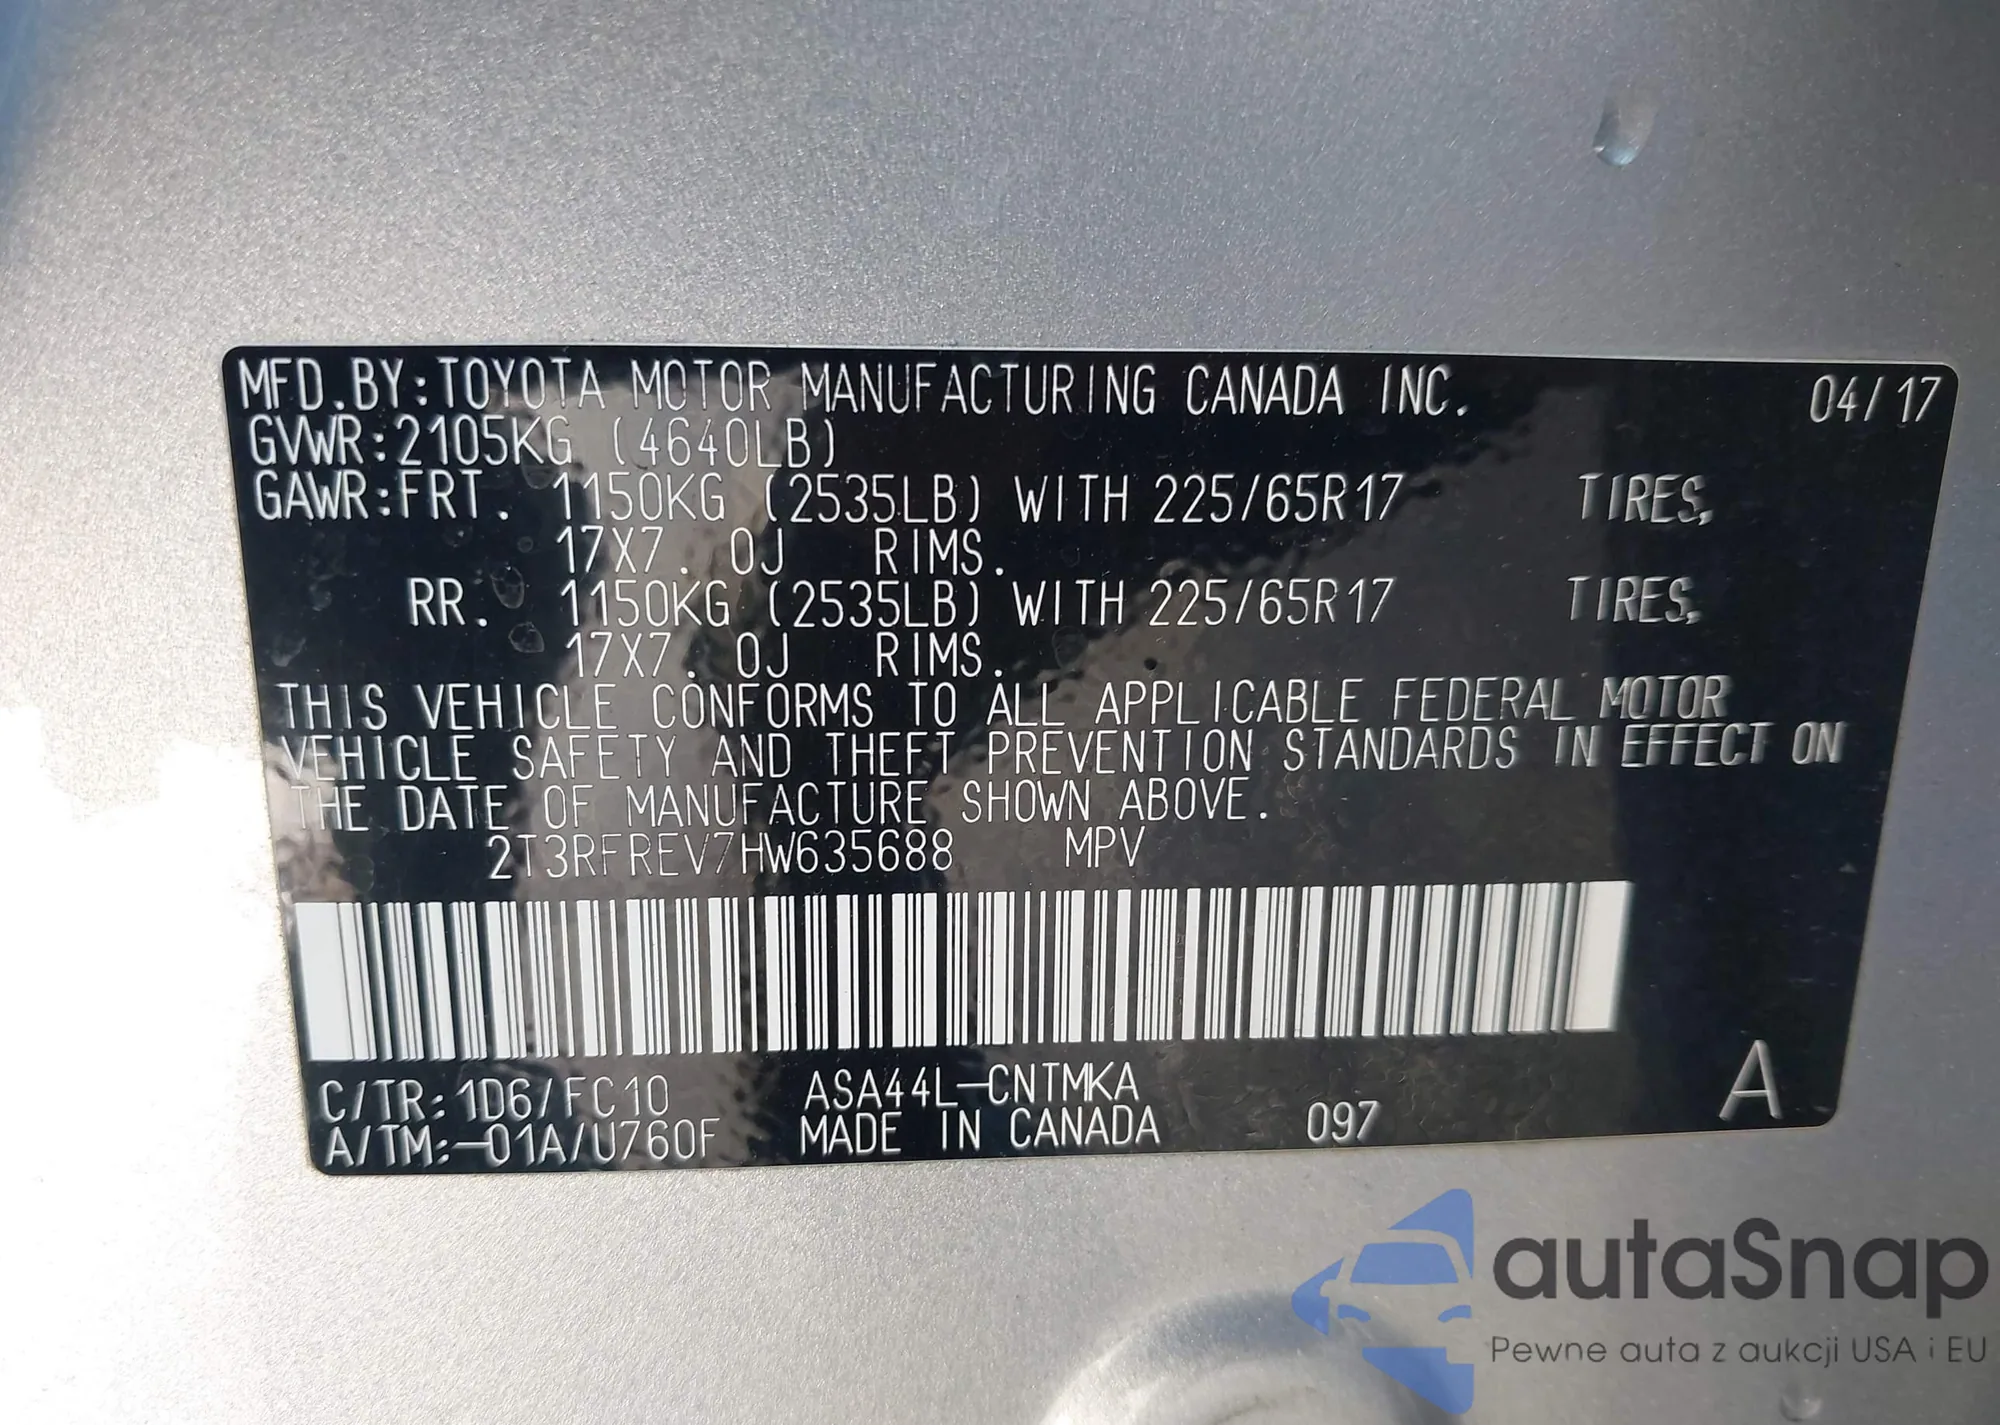 MFD.BY:TOYOTA MOTOR MANUFACTURING CANADA INC. 04/17
GVWR:2105KG (4640LB)
GAWR:FRT. 1150KG (2535LB) WITH 225/65R17 TIRES,
17X7.0J RIMS.
RR. 1150KG (2535LB) WITH 225/65R17 TIRES,
17X7.0J RIMS.
THIS VEHICLE CONFORMS TO ALL APPLICABLE FEDERAL MOTOR
VEHICLE SAFETY AND THEFT PREVENTION STANDARDS IN EFFECT ON
THE DATE OF MANUFACTURE SHOWN ABOVE.
2T3RFREV7HW635688 MPV
C/TR:1D6/FC10 ASA44L-CNTMKA A
A/TM:-01A/U760F MADE IN CANADA 097
autaSnap
Pewne auta z aukcji USA i EU